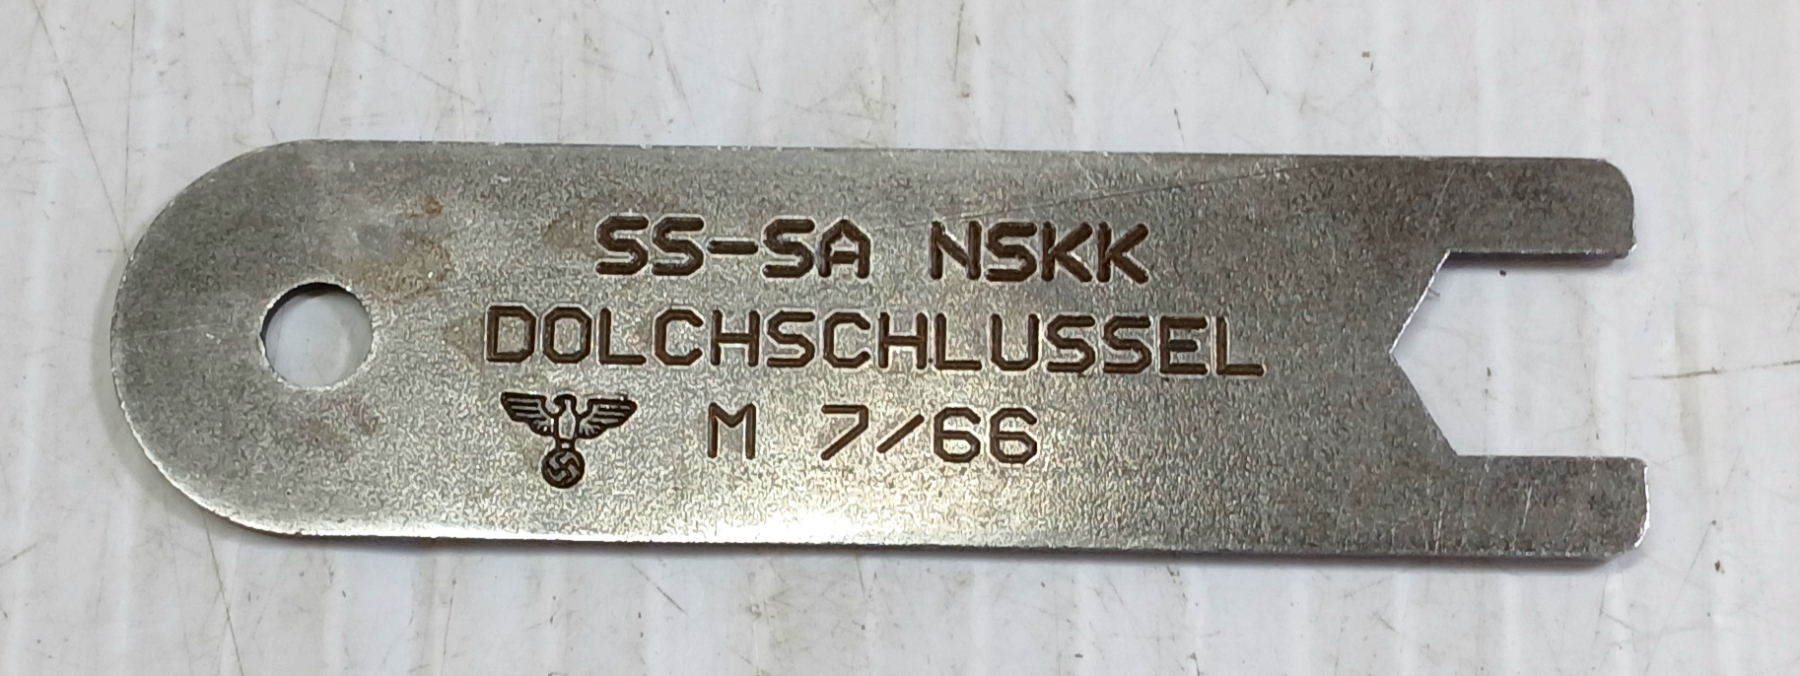 SS-SA NSKK
DOLCHSCHLUSSEL
M 7/66